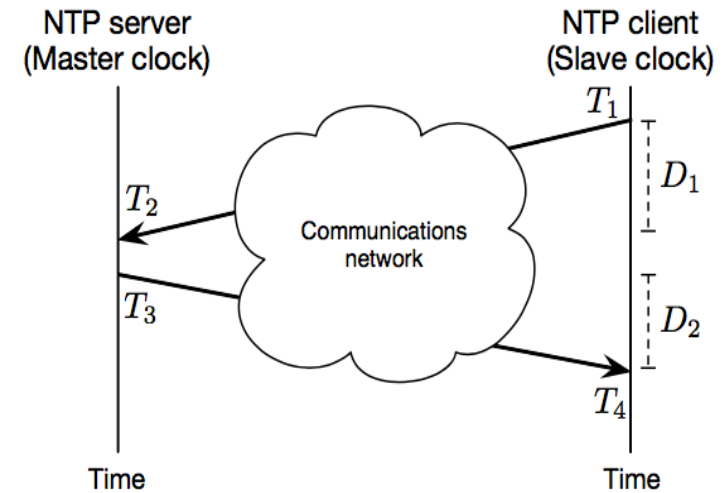 NTP server
(Master clock)
NTP client
(Slave clock)
T1
D1
T2
Communications
network
T3
D2
T4
Time
Time